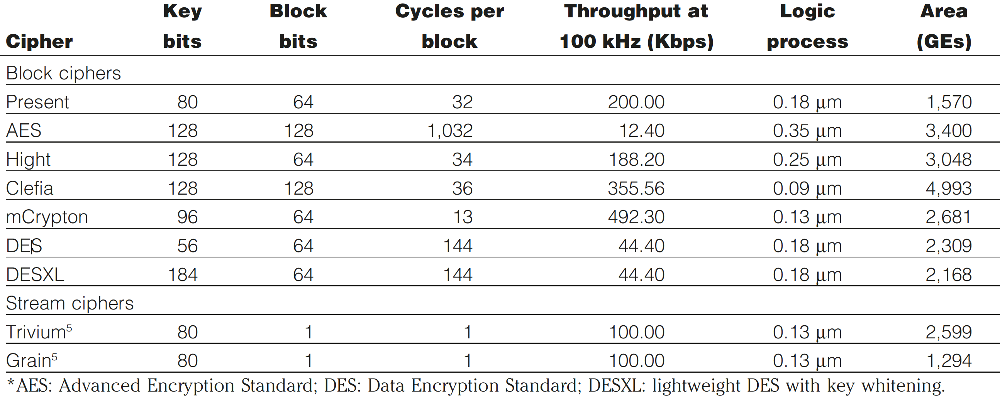 Key Block Cycles per Throughput at Logic Area
Cipher bits bits block 100 kHz (Kbps) process (GEs)
Block ciphers
Present 80 64 32 200.00 0.18 μm 1,570
AES 128 128 1,032 12.40 0.35 μm 3,400
Hight 128 64 34 188.20 0.25 μm 3,048
Clefia 128 128 36 355.56 0.09 μm 4,993
mCrypton 96 64 13 492.30 0.13 μm 2,681
DES 56 64 144 44.40 0.18 μm 2,309
DESXL 184 64 144 44.40 0.18 μm 2,168
Stream ciphers
Trivium⁵ 80 1 1 100.00 0.13 μm 2,599
Grain⁵ 80 1 1 100.00 0.13 μm 1,294
*AES: Advanced Encryption Standard; DES: Data Encryption Standard; DESXL: lightweight DES with key whitening.